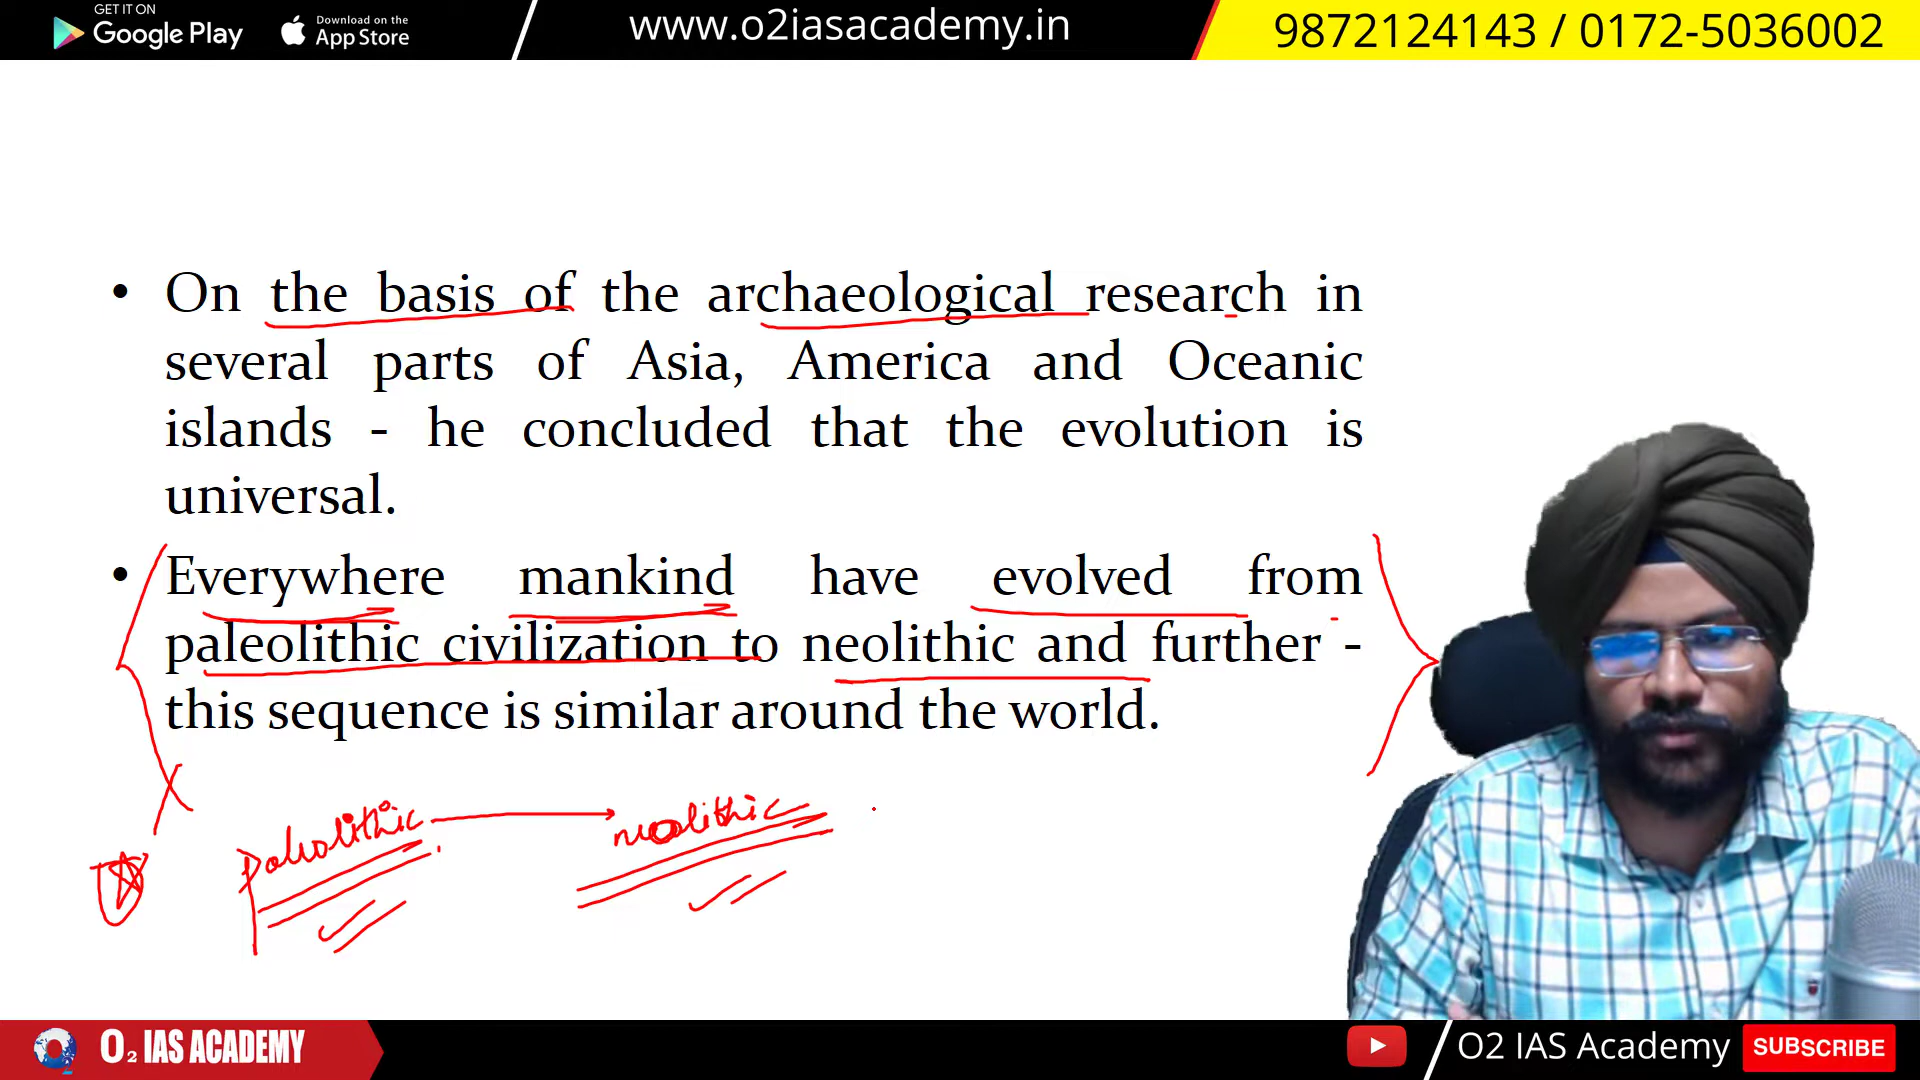 GET IT ON
Google Play
Download on the
App Store
www.o2iasacademy.in
9872124143 / 0172-5036002
• On the basis of the archaeological research in
several parts of Asia, America and Oceanic
islands - he concluded that the evolution is
universal.
• Everywhere mankind have evolved from
paleolithic civilization to neolithic and further -
this sequence is similar around the world.
paleolithic → neolithic
O2 IAS ACADEMY
O2 IAS Academy
SUBSCRIBE